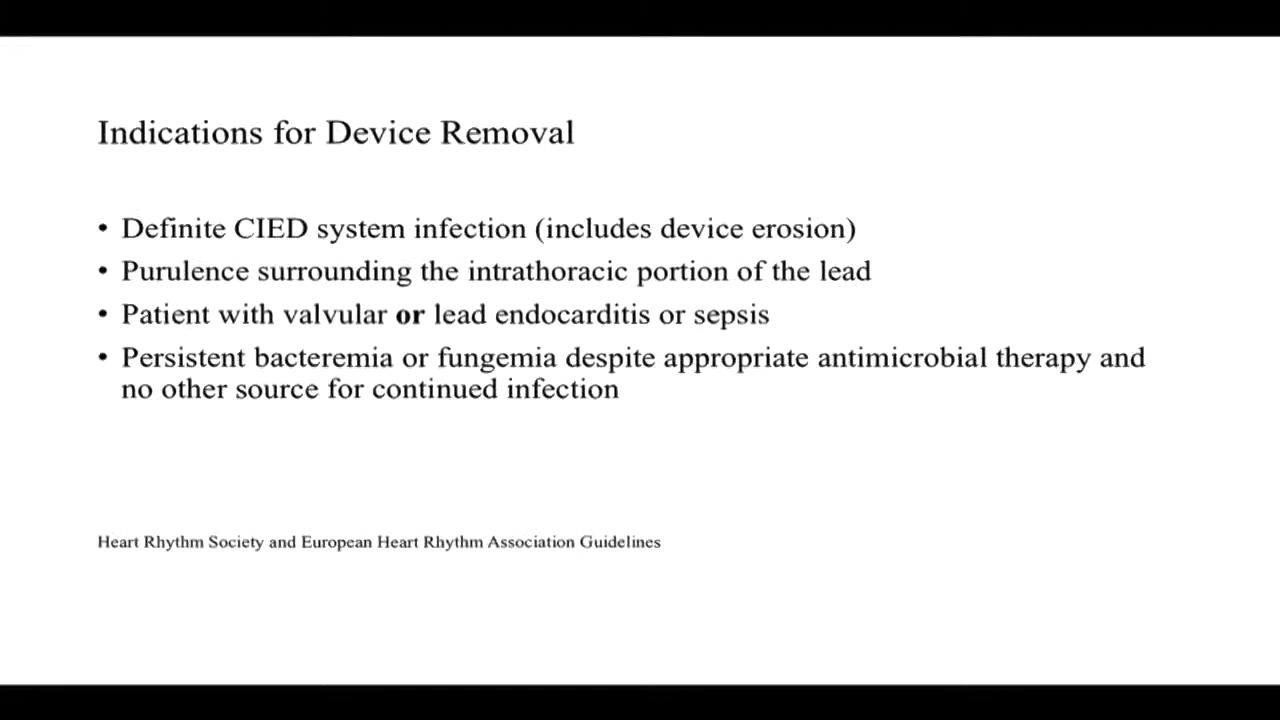 Indications for Device Removal
• Definite CIED system infection (includes device erosion)
• Purulence surrounding the intrathoracic portion of the lead
• Patient with valvular or lead endocarditis or sepsis
• Persistent bacteremia or fungemia despite appropriate antimicrobial therapy and
no other source for continued infection
Heart Rhythm Society and European Heart Rhythm Association Guidelines